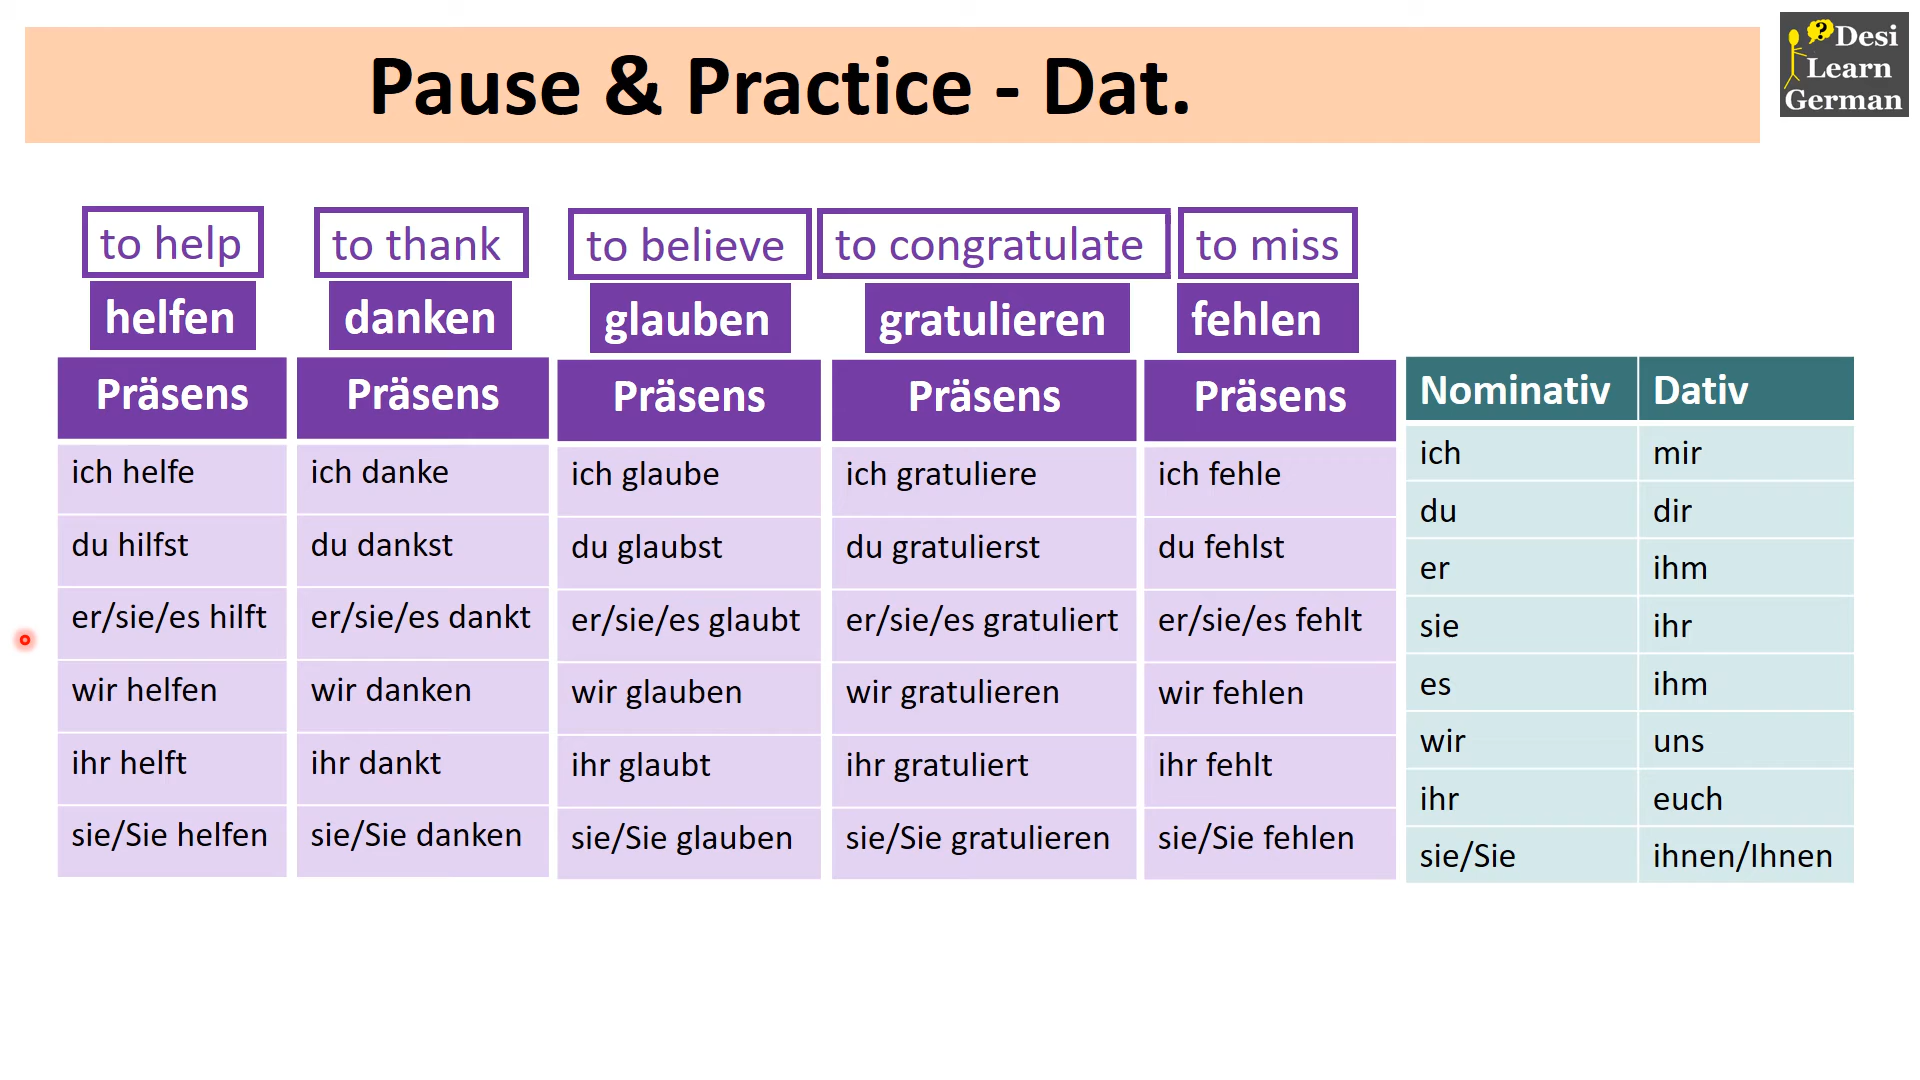 Pause & Practice - Dat.
?
Desi
Learn
German
to help
to thank
to believe
to congratulate
to miss
helfen
danken
glauben
gratulieren
fehlen
Präsens
Präsens
Präsens
Präsens
Präsens
Nominativ
Dativ
ich helfe
ich danke
ich glaube
ich gratuliere
ich fehle
ich
mir
du hilfst
du dankst
du glaubst
du gratulierst
du fehlst
du
dir
er/sie/es hilft
er/sie/es dankt
er/sie/es glaubt
er/sie/es gratuliert
er/sie/es fehlt
er
ihm
sie
ihr
wir helfen
wir danken
wir glauben
wir gratulieren
wir fehlen
es
ihm
ihr helft
ihr dankt
ihr glaubt
ihr gratuliert
ihr fehlt
wir
uns
ihr
euch
sie/Sie helfen
sie/Sie danken
sie/Sie glauben
sie/Sie gratulieren
sie/Sie fehlen
sie/Sie
ihnen/Ihnen